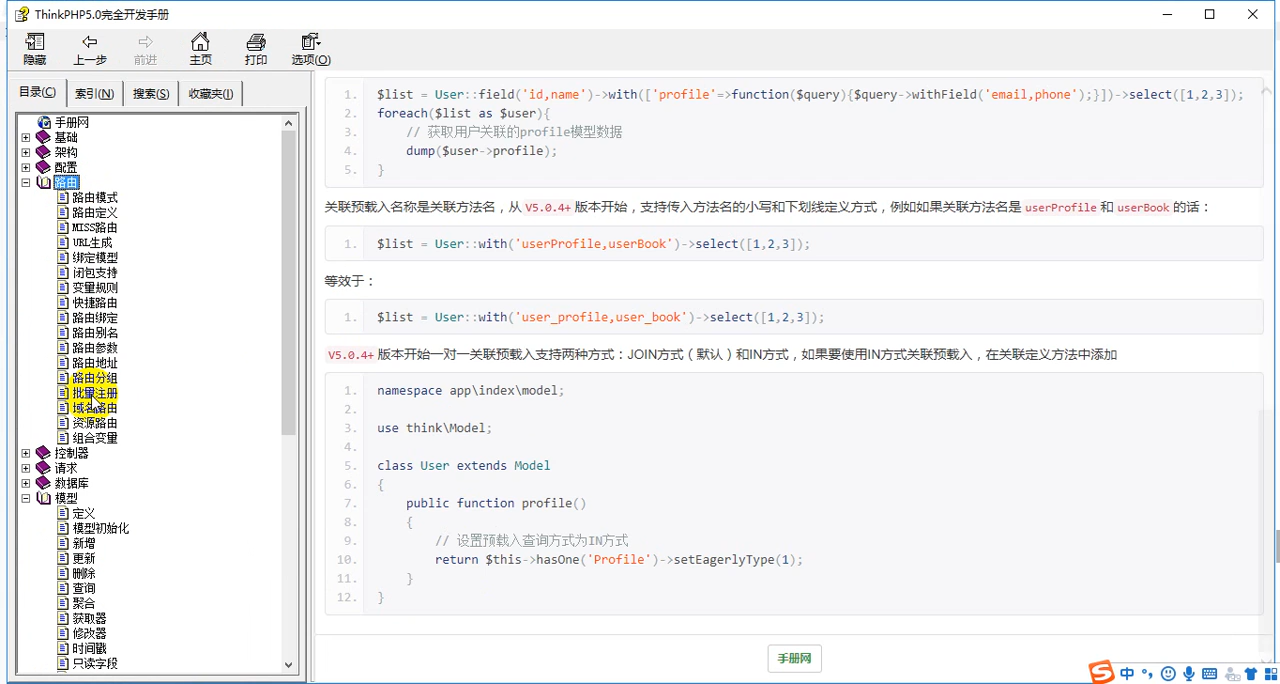 ThinkPHP5.0完全开发手册
隐藏 上一步 前进 主页 打印 选项(O)
目录(C) 索引(N) 搜索(S) 收藏夹(I)
手册网
基础
架构
配置
路由
路由模式
路由定义
MISS路由
URL生成
绑定模型
闭包支持
变量规则
快捷路由
路由绑定
路由别名
路由参数
路由地址
路由分组
批量注册
域名路由
资源路由
组合变量
控制器
请求
数据库
模型
定义
模型初始化
新增
更新
删除
查询
聚合
获取器
修改器
时间戳
只读字段
1. $list = User::field('id,name')->with(['profile'=>function($query){$query->withField('email,phone');}])->select([1,2,3]);
2. foreach($list as $user){
3. // 获取用户关联的profile模型数据
4. dump($user->profile);
5. }
关联预载入名称是关联方法名，从 V5.0.4+ 版本开始，支持传入方法名的小写和下划线定义方式，例如如果关联方法名是 userProfile 和 userBook 的话：
1. $list = User::with('userProfile,userBook')->select([1,2,3]);
等效于：
1. $list = User::with('user_profile,user_book')->select([1,2,3]);
V5.0.4+ 版本开始一对一关联预载入支持两种方式：JOIN方式（默认）和IN方式，如果要使用IN方式关联预载入，在关联定义方法中添加
1. namespace app\index\model;
2.
3. use think\Model;
4.
5. class User extends Model
6. {
7. public function profile()
8. {
9. // 设置预载入查询方式为IN方式
10. return $this->hasOne('Profile')->setEagerlyType(1);
11. }
12. }
手册网
中